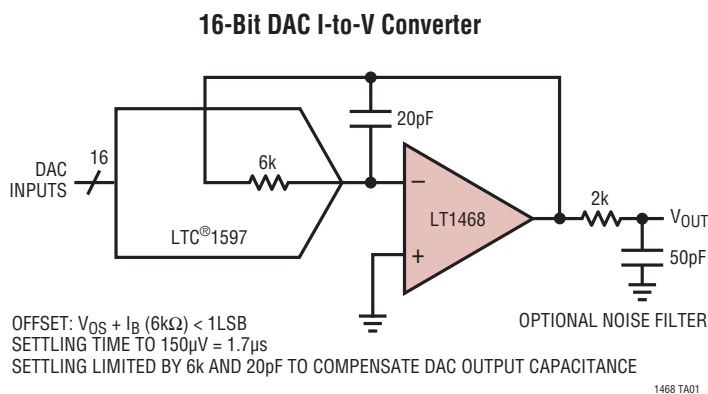 16-Bit DAC I-to-V Converter
20pF
16
6k
DAC
INPUTS
−
LT1468
+
2k
VOUT
LTC®1597
50pF
OPTIONAL NOISE FILTER
OFFSET: VOS + IB (6kΩ) < 1LSB
SETTLING TIME TO 150µV = 1.7µs
SETTLING LIMITED BY 6k AND 20pF TO COMPENSATE DAC OUTPUT CAPACITANCE
1468 TA01